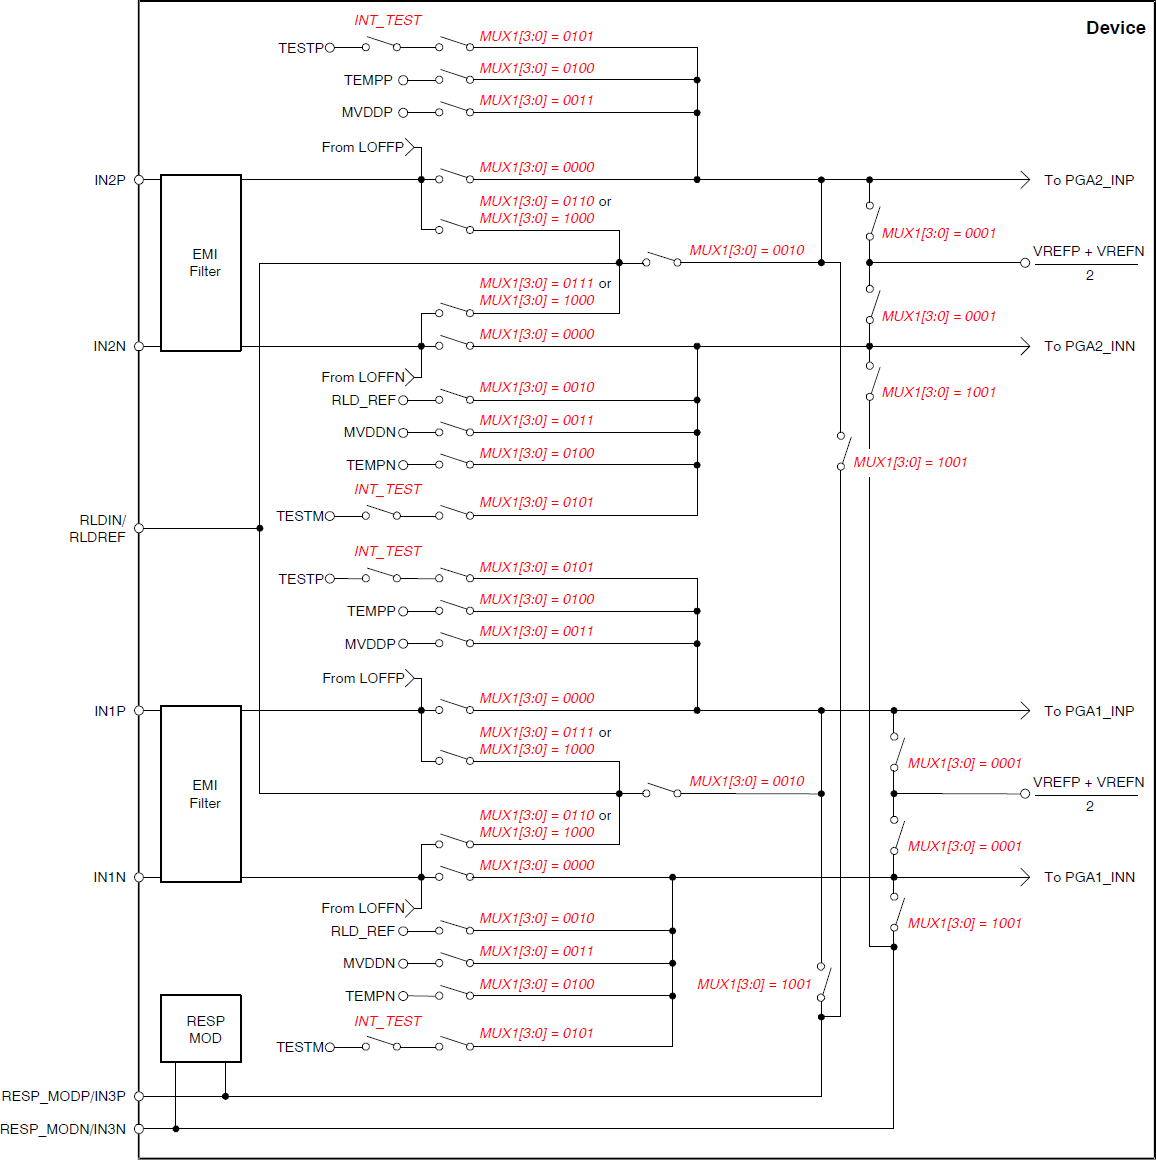 Device
INT_TEST
TESTP
MUX1[3:0] = 0101
TEMPP
MUX1[3:0] = 0100
MVDDP
MUX1[3:0] = 0011
From LOFFP
MUX1[3:0] = 0000
IN2P
To PGA2_INP
MUX1[3:0] = 0110 or
MUX1[3:0] = 1000
MUX1[3:0] = 0001
EMI
Filter
MUX1[3:0] = 0010
VREFP + VREFN
2
MUX1[3:0] = 0111 or
MUX1[3:0] = 1000
MUX1[3:0] = 0001
MUX1[3:0] = 0000
IN2N
To PGA2_INN
From LOFFN
MUX1[3:0] = 1001
RLD_REF
MUX1[3:0] = 0010
MVDDN
MUX1[3:0] = 0011
TEMPN
MUX1[3:0] = 0100
MUX1[3:0] = 1001
INT_TEST
TESTM
MUX1[3:0] = 0101
RLDIN/
RLDREF
INT_TEST
TESTP
MUX1[3:0] = 0101
TEMPP
MUX1[3:0] = 0100
MVDDP
MUX1[3:0] = 0011
From LOFFP
MUX1[3:0] = 0000
IN1P
To PGA1_INP
MUX1[3:0] = 0111 or
MUX1[3:0] = 1000
MUX1[3:0] = 0001
EMI
Filter
MUX1[3:0] = 0010
VREFP + VREFN
2
MUX1[3:0] = 0110 or
MUX1[3:0] = 1000
MUX1[3:0] = 0001
MUX1[3:0] = 0000
IN1N
To PGA1_INN
From LOFFN
MUX1[3:0] = 1001
RLD_REF
MUX1[3:0] = 0010
MVDDN
MUX1[3:0] = 0011
TEMPN
MUX1[3:0] = 0100
MUX1[3:0] = 1001
INT_TEST
TESTM
MUX1[3:0] = 0101
RESP
MOD
RESP_MODP/IN3P
RESP_MODN/IN3N